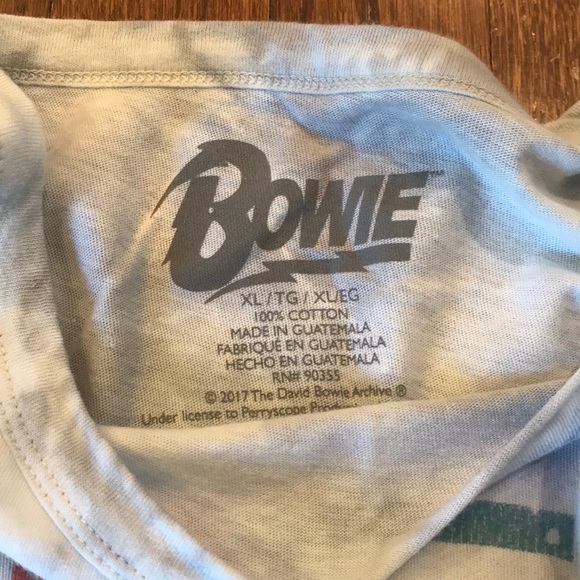 BOWIE™
XL / TG / XL/EG
100% COTTON
MADE IN GUATEMALA
FABRIQUÉ EN GUATEMALA
HECHO EN GUATEMALA
RN# 90355
© 2017 The David Bowie Archive ®
Under license to Perryscope